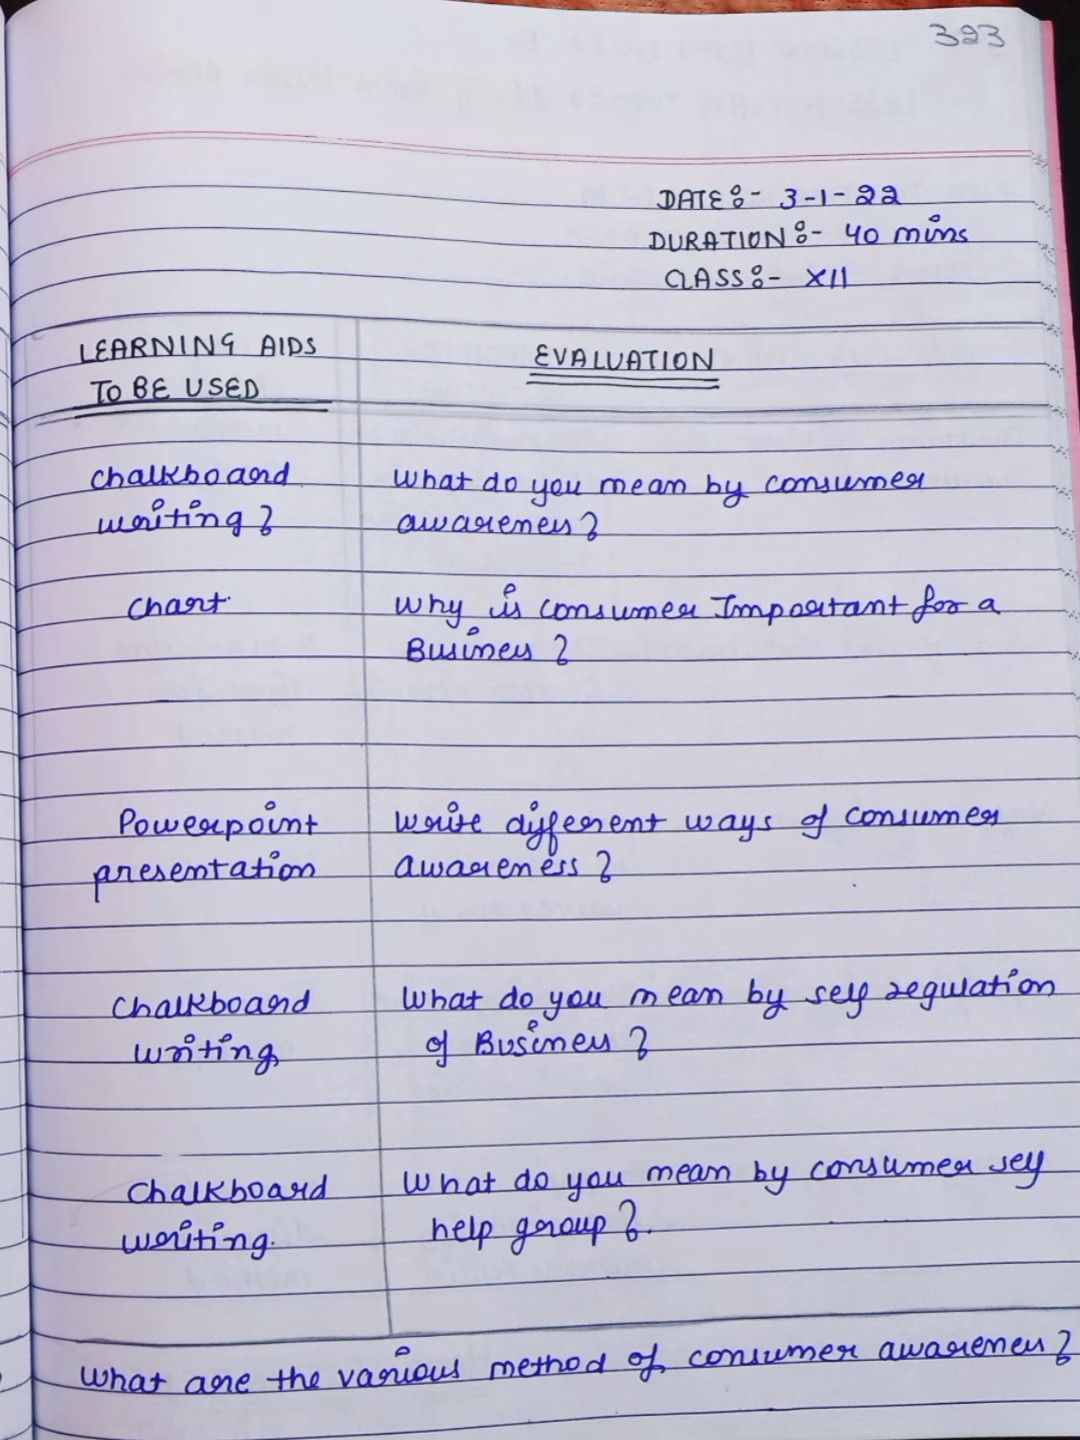 323
DATE:- 3-1-22
DURATION:- 40 mins
CLASS:- XII
LEARNING AIDS
TO BE USED
EVALUATION
Chalkboard
writing?
What do you mean by consumer
awareness?
Chart.
Why is consumer Important for a
Business?
Powerpoint
presentation
Write different ways of consumer
awareness?
Chalkboard
writing
What do you mean by self regulation
of Business?
Chalkboard
writing.
What do you mean by consumer self
help group?.
What are the various method of consumer awareness?